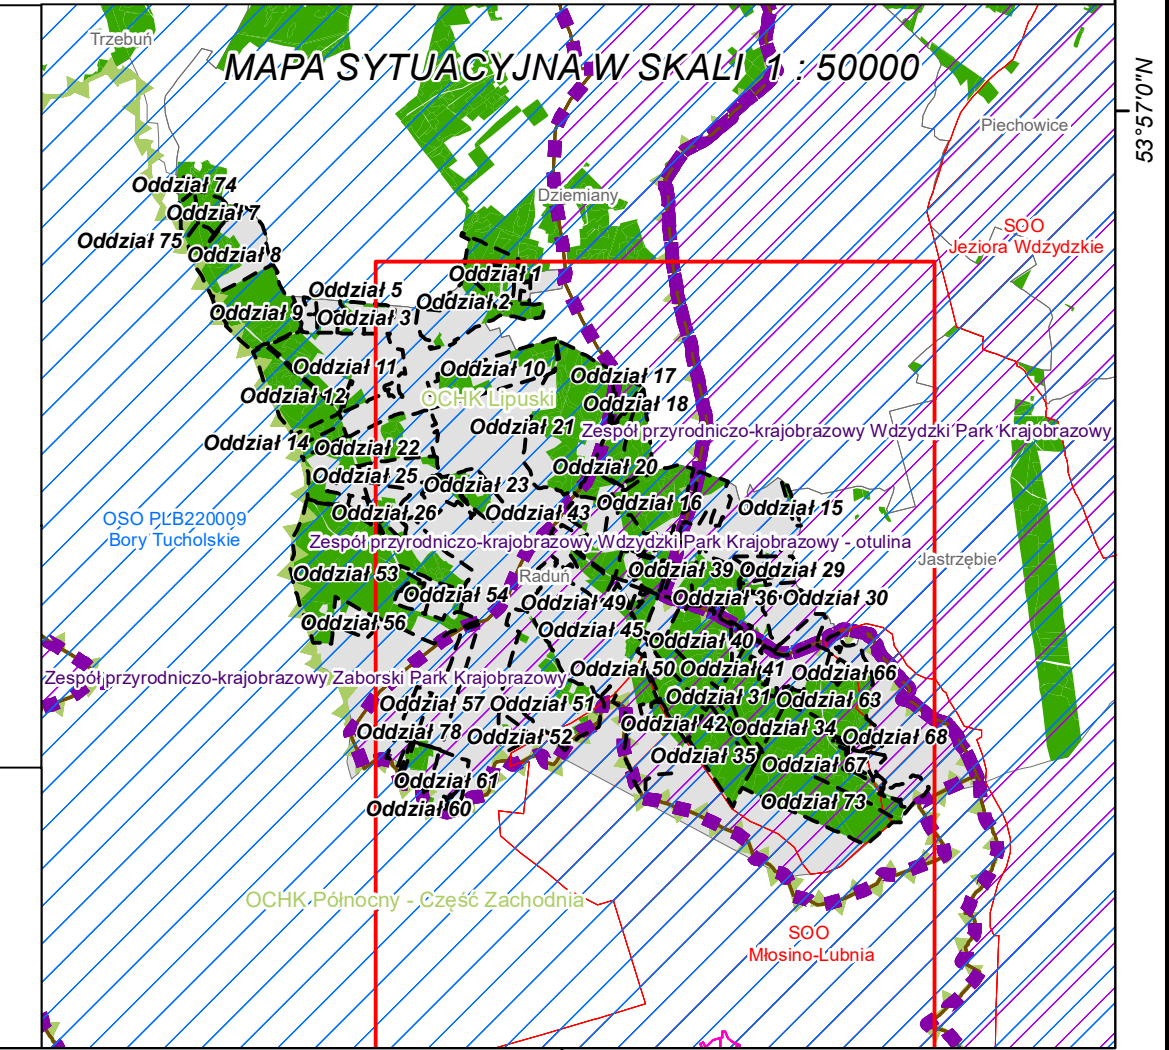 Trzebuń
MAPA SYTUACYJNA W SKALI 1 : 50000
53°57'0"N
Piechowice
Oddział 74
Dziemiany
Oddział 7
SOO
Jeziora Wdzydzkie
Oddział 75
Oddział 8
Oddział 1
Oddział 5
Oddział 2
Oddział 9
Oddział 3
Oddział 11
Oddział 10
Oddział 17
Oddział 12
OCHK Lipuski
Oddział 18
Oddział 21
Zespół przyrodniczo-krajobrazowy Wdzydzki Park Krajobrazowy
Oddział 14
Oddział 22
Oddział 20
Oddział 25
Oddział 23
Oddział 16
Oddział 15
Oddział 26
Oddział 43
OSO PLB220009
Bory Tucholskie
Zespół przyrodniczo-krajobrazowy Wdzydzki Park Krajobrazowy - otulina
Jastrzębie
Oddział 53
Raduń
Oddział 39
Oddział 29
Oddział 54
Oddział 49
Oddział 36
Oddział 30
Oddział 56
Oddział 45
Oddział 40
Zespół przyrodniczo-krajobrazowy Zaborski Park Krajobrazowy
Oddział 50
Oddział 41
Oddział 66
Oddział 57
Oddział 51
Oddział 31
Oddział 63
Oddział 78
Oddział 52
Oddział 42
Oddział 34
Oddział 68
Oddział 35
Oddział 67
Oddział 61
Oddział 60
Oddział 73
OCHK Północny - Część Zachodnia
SOO
Młosino-Lubnia